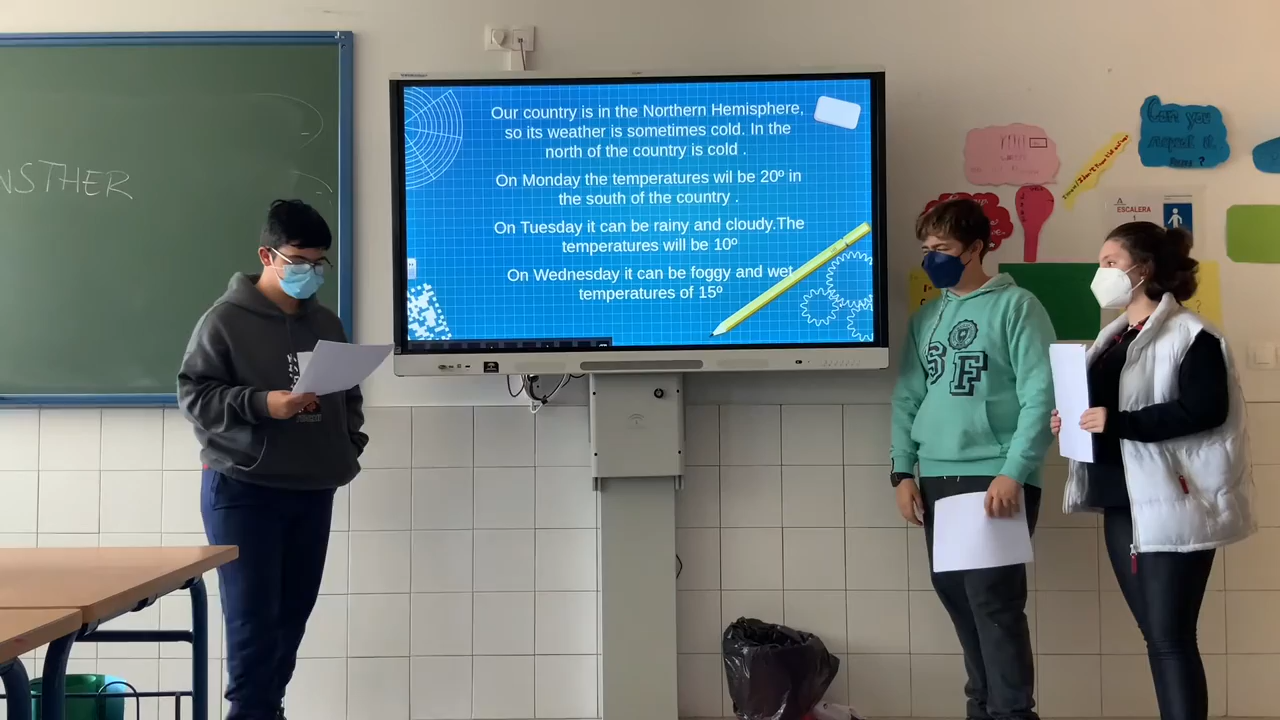 NSTHER
Our country is in the Northern Hemisphere,
so its weather is sometimes cold. In the
north of the country is cold .
On Monday the temperatures will be 20º in
the south of the country .
On Tuesday it can be rainy and cloudy.The
temperatures will be 10º
On Wednesday it can be foggy and wet
temperatures of 15º
Can you
repeat it,
ESCALERA
1
SF